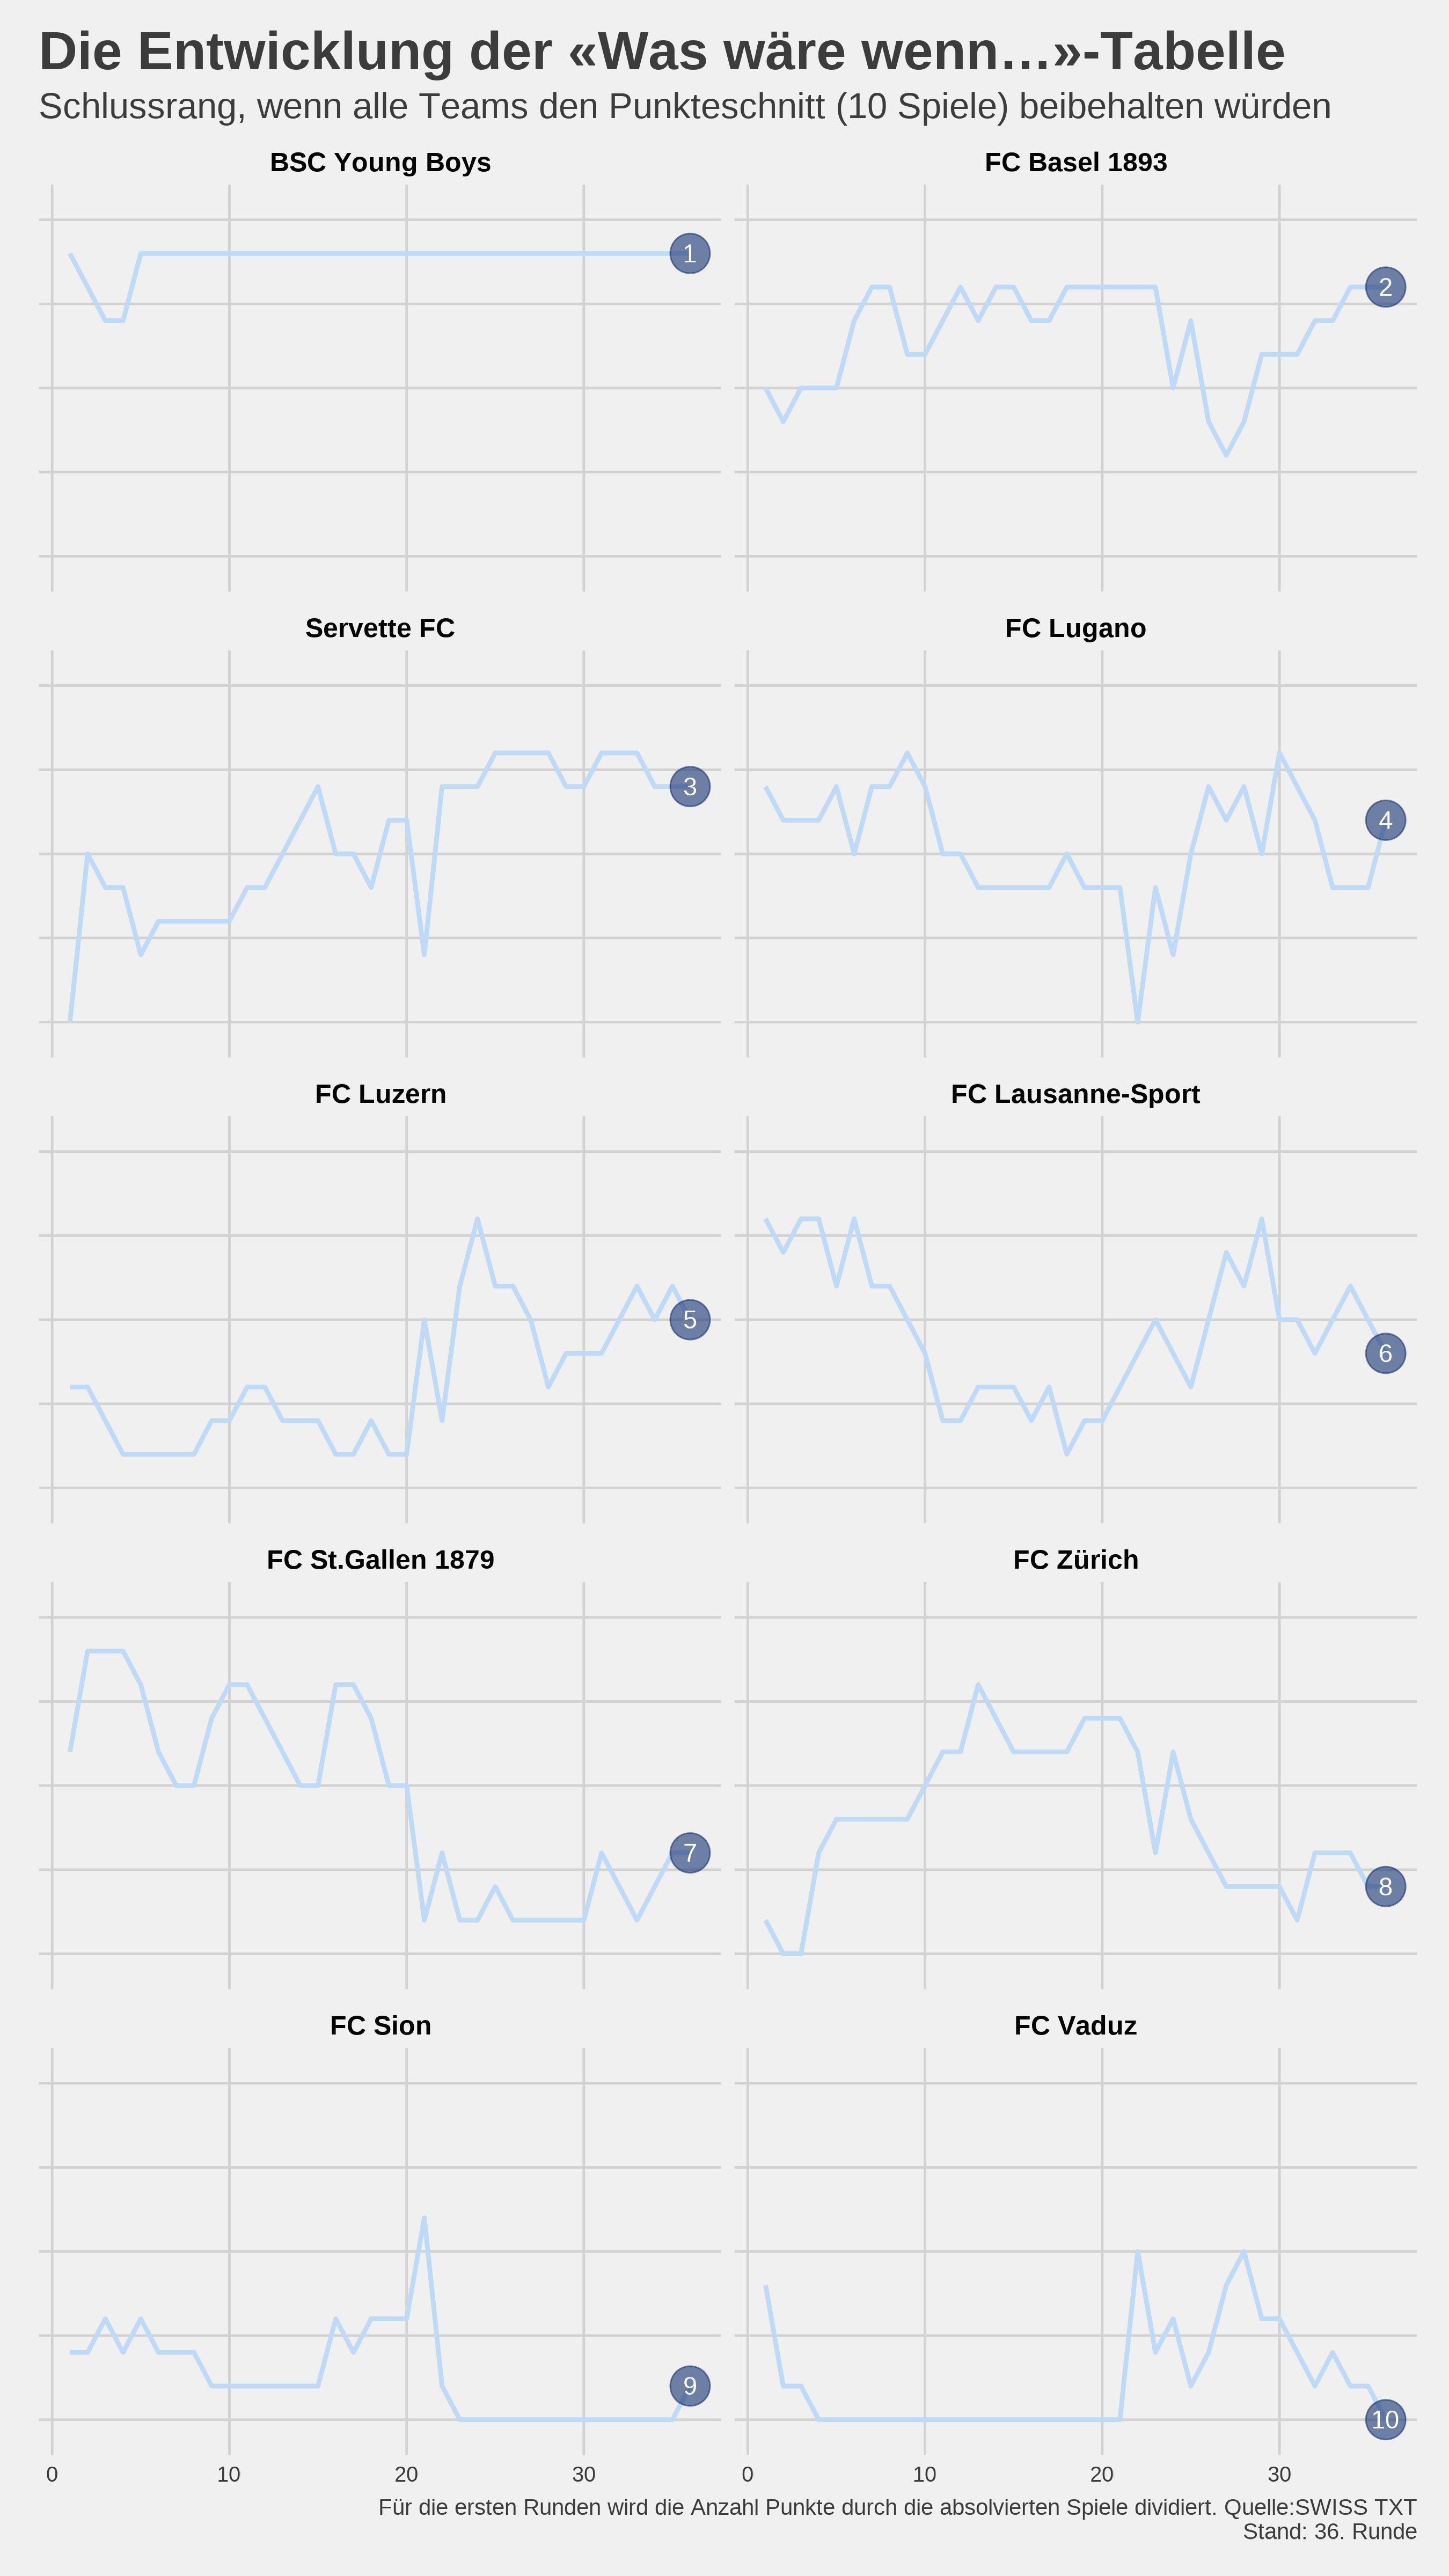 Die Entwicklung der «Was wäre wenn…»-Tabelle
Schlussrang, wenn alle Teams den Punkteschnitt (10 Spiele) beibehalten würden
BSC Young Boys
1
FC Basel 1893
2
Servette FC
3
FC Lugano
4
FC Luzern
5
FC Lausanne-Sport
6
FC St.Gallen 1879
7
FC Zürich
8
FC Sion
9
FC Vaduz
10
0 10 20 30
0 10 20 30
Für die ersten Runden wird die Anzahl Punkte durch die absolvierten Spiele dividiert. Quelle:SWISS TXT
Stand: 36. Runde